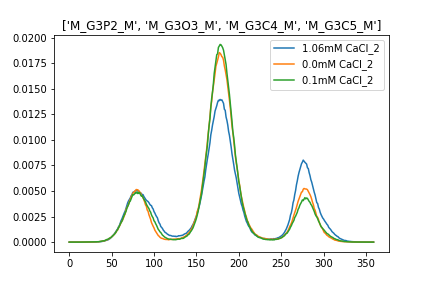 ['M_G3P2_M', 'M_G3O3_M', 'M_G3C4_M', 'M_G3C5_M']
0.0200
0.0175
0.0150
0.0125
0.0100
0.0075
0.0050
0.0025
0.0000
1.06mM CaCl_2
0.0mM CaCl_2
0.1mM CaCl_2
0 50 100 150 200 250 300 350